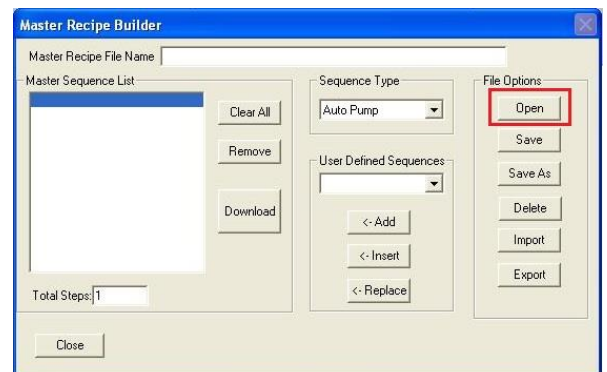 Master Recipe Builder
Master Recipe File Name
Master Sequence List
Clear All
Remove
Download
Total Steps: 1
Close
Sequence Type
Auto Pump
User Defined Sequences
<- Add
<- Insert
<- Replace
File Options
Open
Save
Save As
Delete
Import
Export